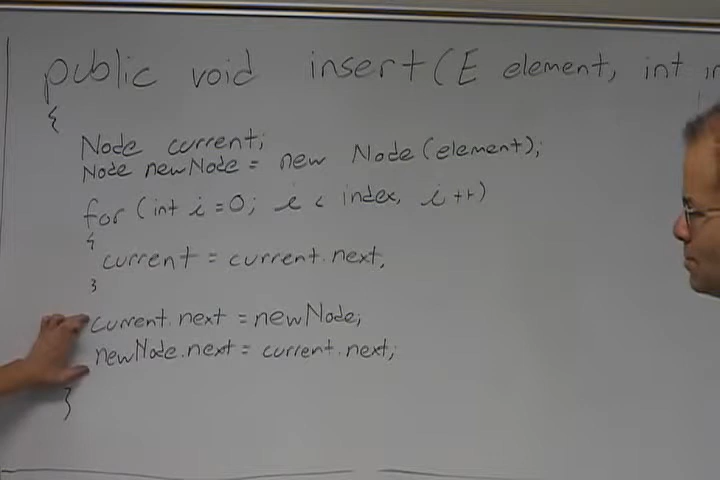 public void insert(E element, int in
{
Node current;
Node newNode = new Node(element);
for (int i=0; i < index, i++)
{
current = current.next,
}
current.next = newNode;
newNode.next = current.next;
}